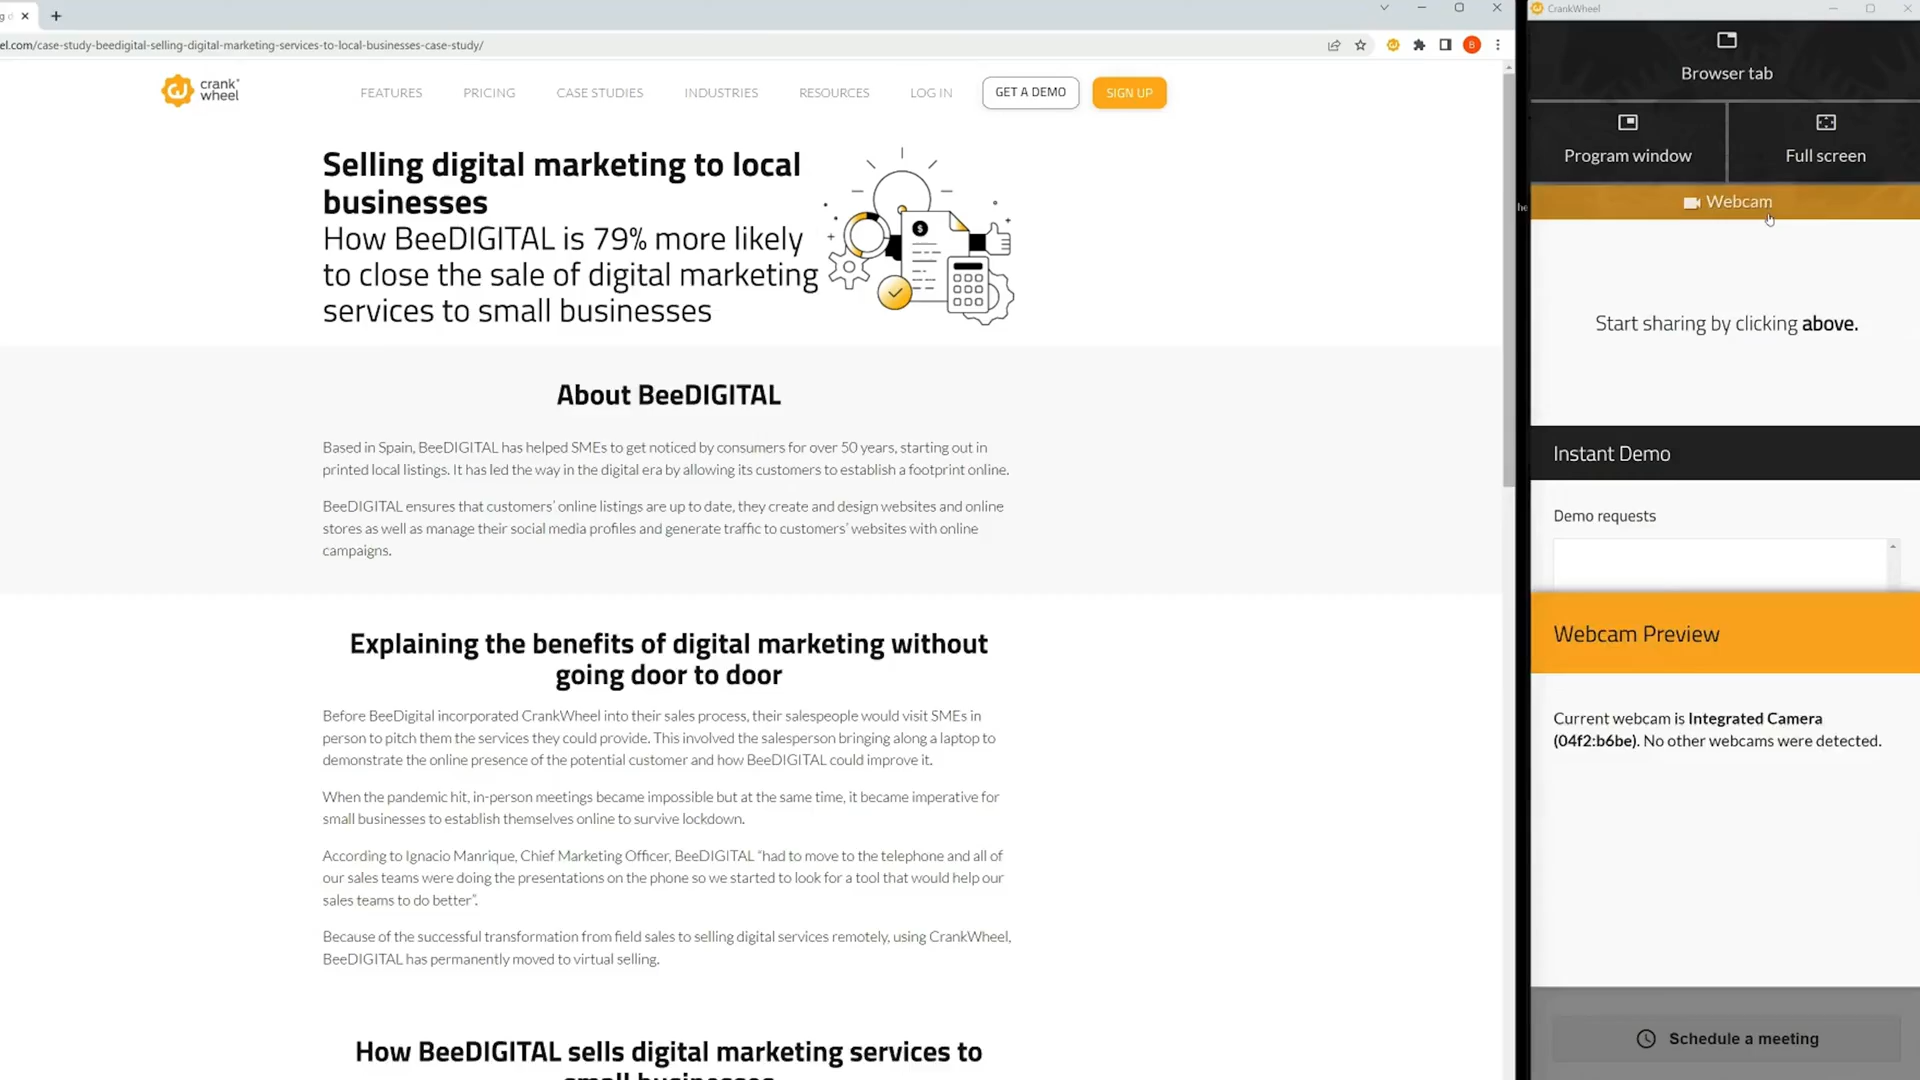 el.com/case-study-beedigital-selling-digital-marketing-services-to-local-businesses-case-study/
B
crank wheel
FEATURES PRICING CASE STUDIES INDUSTRIES RESOURCES LOG IN GET A DEMO SIGN UP
Selling digital marketing to local
businesses
How BeeDIGITAL is 79% more likely
to close the sale of digital marketing
services to small businesses
About BeeDIGITAL
Based in Spain, BeeDIGITAL has helped SMEs to get noticed by consumers for over 50 years, starting out in
printed local listings. It has led the way in the digital era by allowing its customers to establish a footprint online.
BeeDIGITAL ensures that customers’ online listings are up to date, they create and design websites and online
stores as well as manage their social media profiles and generate traffic to customers’ websites with online
campaigns.
Explaining the benefits of digital marketing without
going door to door
Before BeeDigital incorporated CrankWheel into their sales process, their salespeople would visit SMEs in
person to pitch them the services they could provide. This involved the salesperson bringing along a laptop to
demonstrate the online presence of the potential customer and how BeeDIGITAL could improve it.
When the pandemic hit, in-person meetings became impossible but at the same time, it became imperative for
small businesses to establish themselves online to survive lockdown.
According to Ignacio Manrique, Chief Marketing Officer, BeeDIGITAL “had to move to the telephone and all of
our sales teams were doing the presentations on the phone so we started to look for a tool that would help our
sales teams to do better”.
Because of the successful transformation from field sales to selling digital services remotely, using CrankWheel,
BeeDIGITAL has permanently moved to virtual selling.
How BeeDIGITAL sells digital marketing services to
small businesses
CrankWheel
Browser tab
Program window Full screen
Webcam
Start sharing by clicking above.
Instant Demo
Demo requests
Webcam Preview
Current webcam is Integrated Camera
(04f2:b6be). No other webcams were detected.
Schedule a meeting